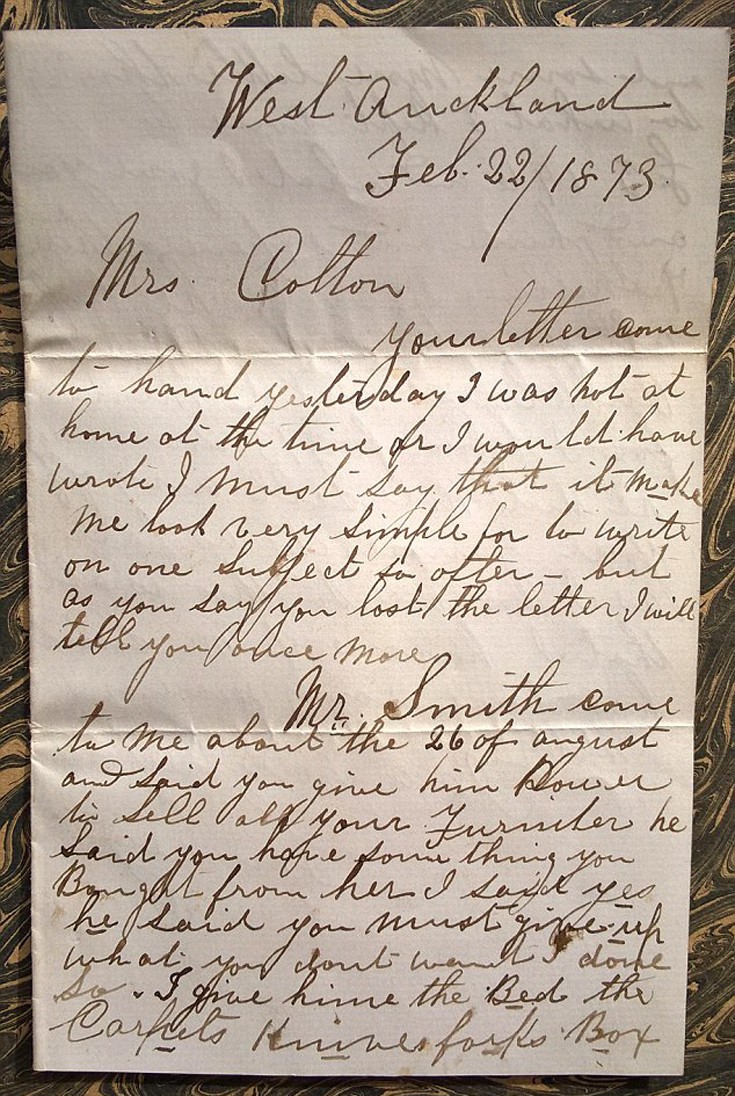 West Auckland
Feb. 22/1873.
Mrs. Cotton
your letter come
to hand yesterday I was not at
home at the time or I would have
wrote I must say that it make
me look very simple for to write
on one subject so often - but
as you say you lost the letter I will
tell you once more
Mr. Smith come
to me about the 26 of august
and said you give him Power
to sell all your Furniter he
said you have some thing you
Bought from her I said yes
he said you must give up
what you dont want I done
so. I give hime the Bed the
Carpets Knives forks Box